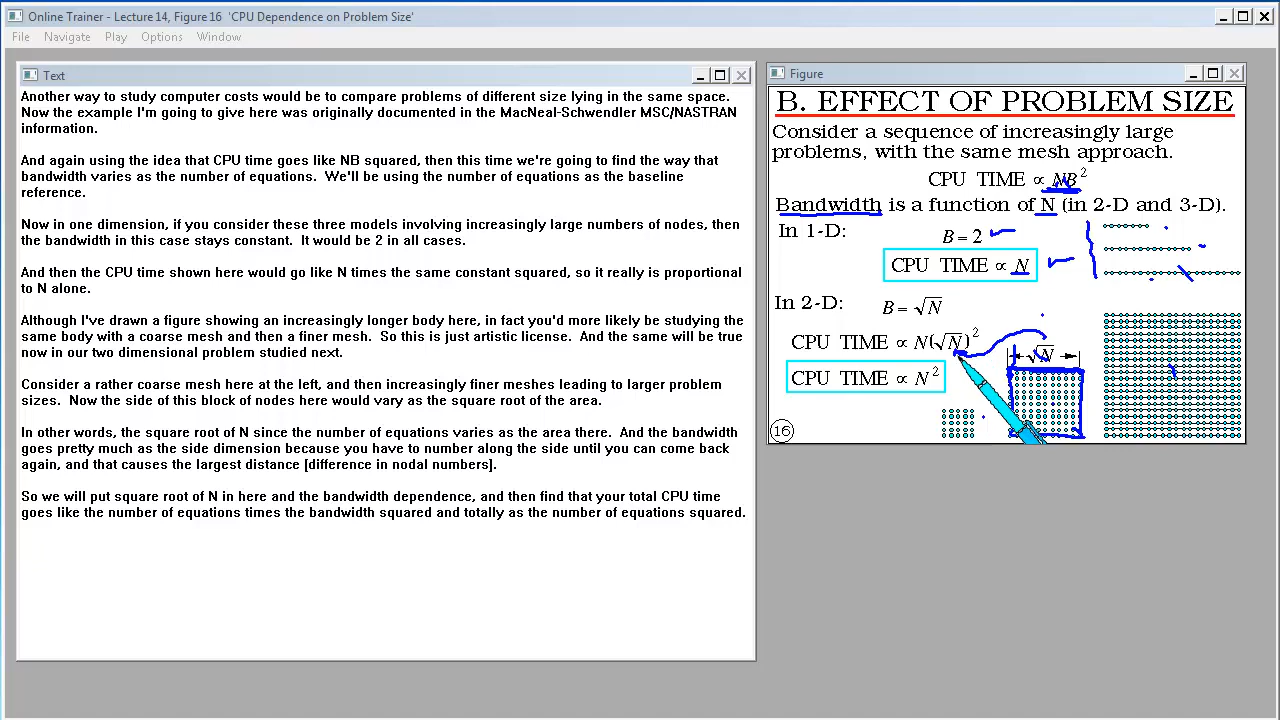 Online Trainer - Lecture 14, Figure 16 'CPU Dependence on Problem Size'
File Navigate Play Options Window
Text
Another way to study computer costs would be to compare problems of different size lying in the same space.
Now the example I'm going to give here was originally documented in the MacNeal-Schwendler MSC/NASTRAN
information.
And again using the idea that CPU time goes like NB squared, then this time we're going to find the way that
bandwidth varies as the number of equations. We'll be using the number of equations as the baseline
reference.
Now in one dimension, if you consider these three models involving increasingly large numbers of nodes, then
the bandwidth in this case stays constant. It would be 2 in all cases.
And then the CPU time shown here would go like N times the same constant squared, so it really is proportional
to N alone.
Although I've drawn a figure showing an increasingly longer body here, in fact you'd more likely be studying the
same body with a coarse mesh and then a finer mesh. So this is just artistic license. And the same will be true
now in our two dimensional problem studied next.
Consider a rather coarse mesh here at the left, and then increasingly finer meshes leading to larger problem
sizes. Now the side of this block of nodes here would vary as the square root of the area.
In other words, the square root of N since the number of equations varies as the area there. And the bandwidth
goes pretty much as the side dimension because you have to number along the side until you can come back
again, and that causes the largest distance [difference in nodal numbers].
So we will put square root of N in here and the bandwidth dependence, and then find that your total CPU time
goes like the number of equations times the bandwidth squared and totally as the number of equations squared.
Figure
B. EFFECT OF PROBLEM SIZE
Consider a sequence of increasingly large
problems, with the same mesh approach.
CPU TIME ∝ NB²
Bandwidth is a function of N (in 2-D and 3-D).
In 1-D:
B = 2
CPU TIME ∝ N
In 2-D:
B = √N
CPU TIME ∝ N(√N)²
√N
CPU TIME ∝ N²
16